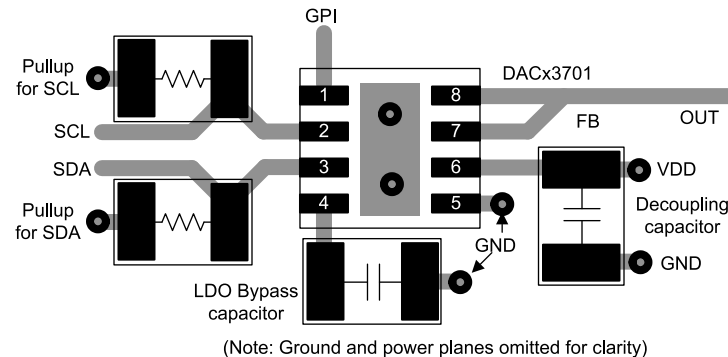 GPI
Pullup
for SCL
DACx3701
1
8
SCL
2
7
FB
OUT
SDA
3
6
VDD
4
5
Pullup
for SDA
Decoupling
capacitor
GND
GND
LDO Bypass
capacitor
(Note: Ground and power planes omitted for clarity)